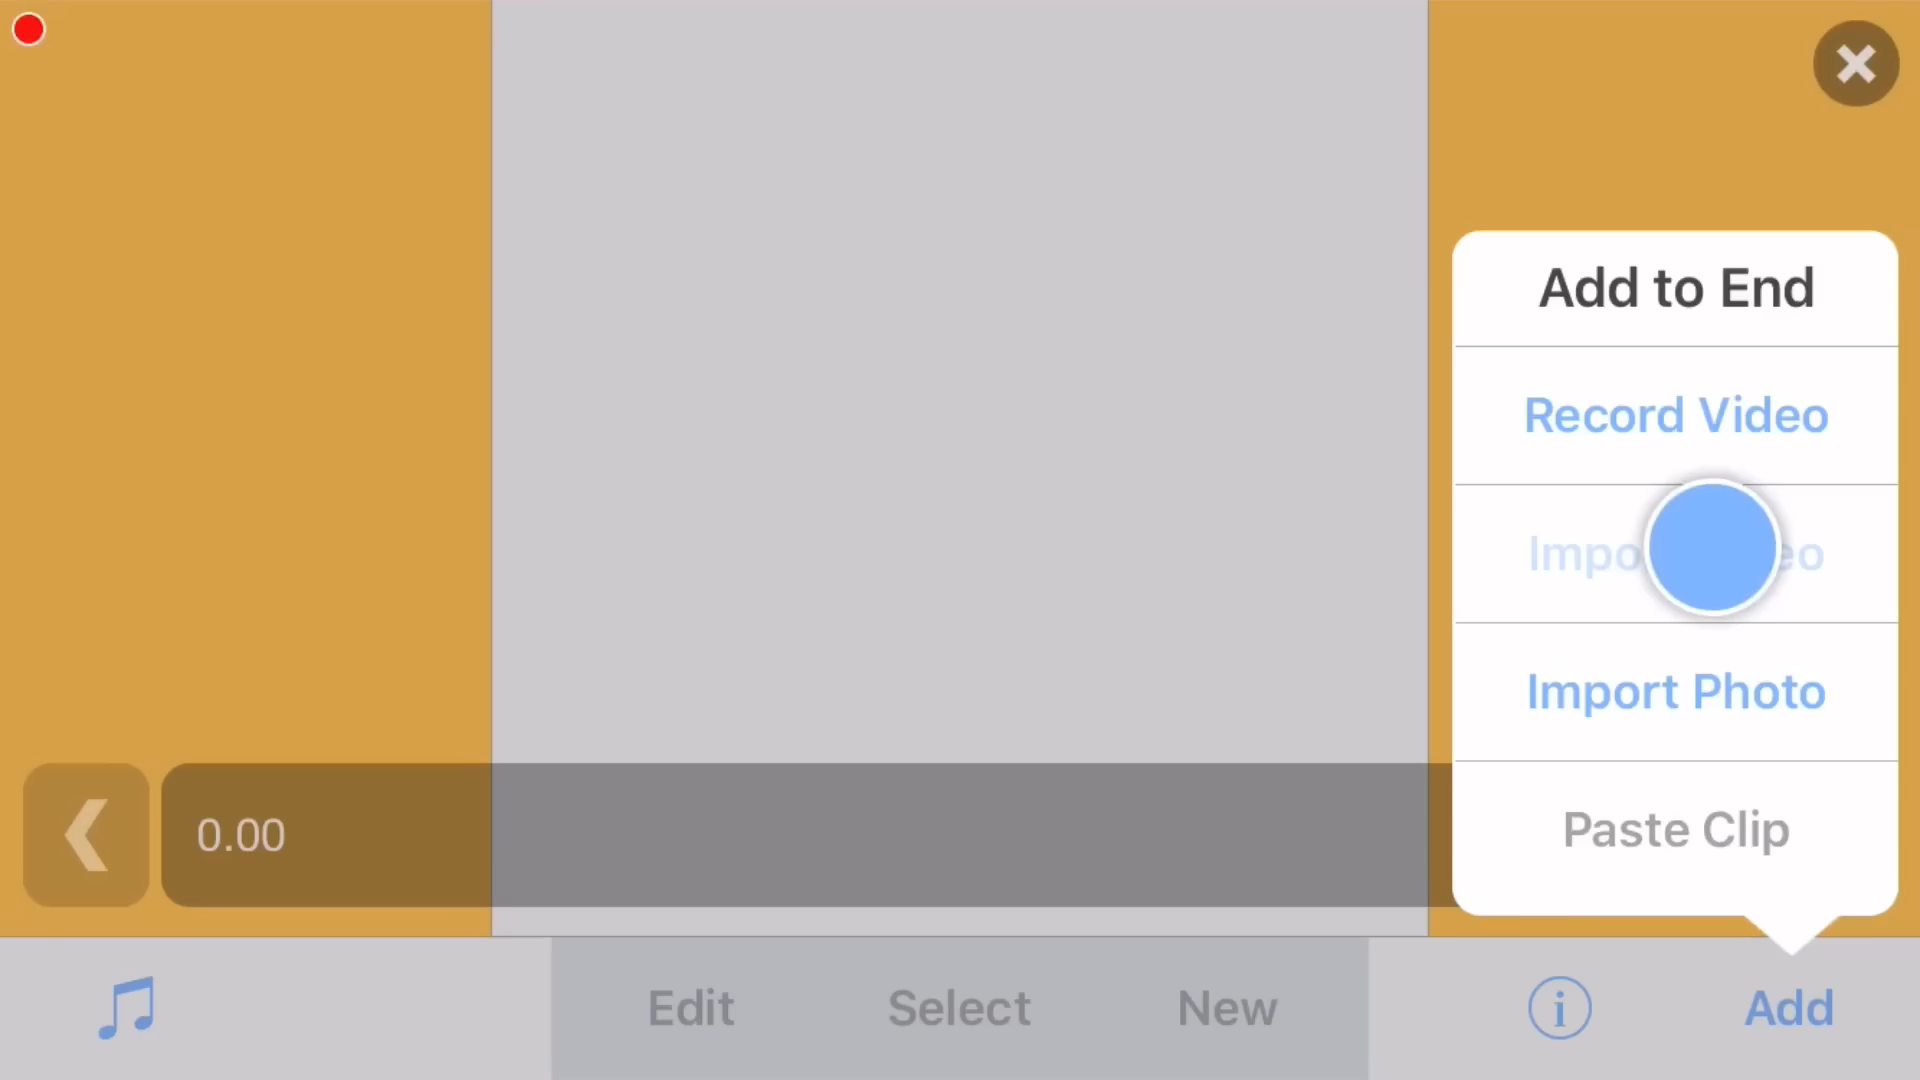 Add to End
Record Video
Import Photo
Paste Clip
0.00
Edit Select New
Add